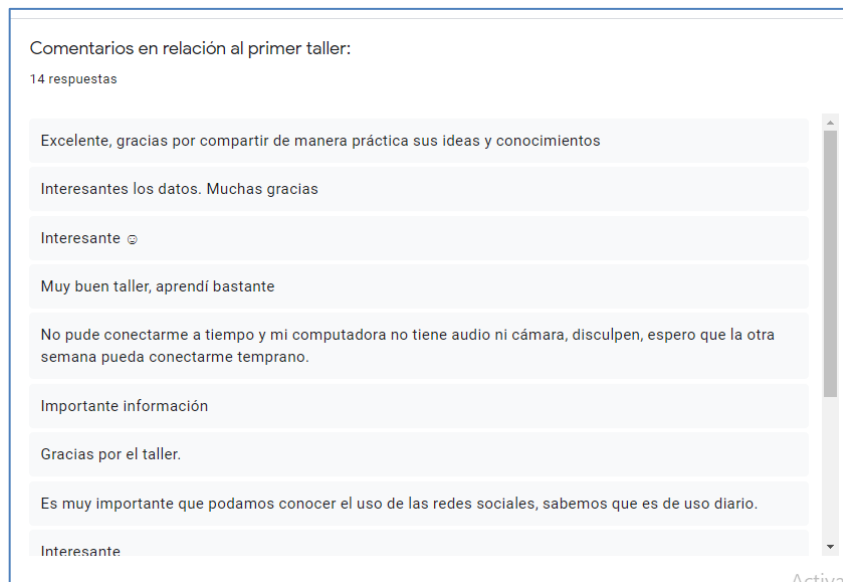 Comentarios en relación al primer taller:
14 respuestas
Excelente, gracias por compartir de manera práctica sus ideas y conocimientos
Interesantes los datos. Muchas gracias
Interesante ☺
Muy buen taller, aprendí bastante
No pude conectarme a tiempo y mi computadora no tiene audio ni cámara, disculpen, espero que la otra
semana pueda conectarme temprano.
Importante información
Gracias por el taller.
Es muy importante que podamos conocer el uso de las redes sociales, sabemos que es de uso diario.
Interesante
Activa